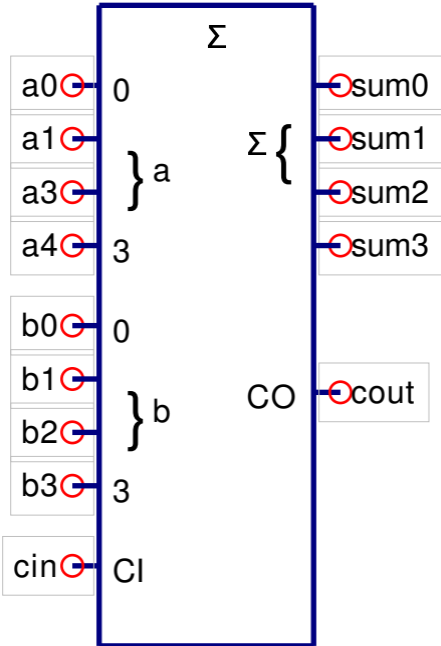 Σ
a0 0 sum0
a1 Σ { sum1
} a
a3 sum2
a4 3 sum3
b0 0
b1
} b CO cout
b2
b3 3
cin CI